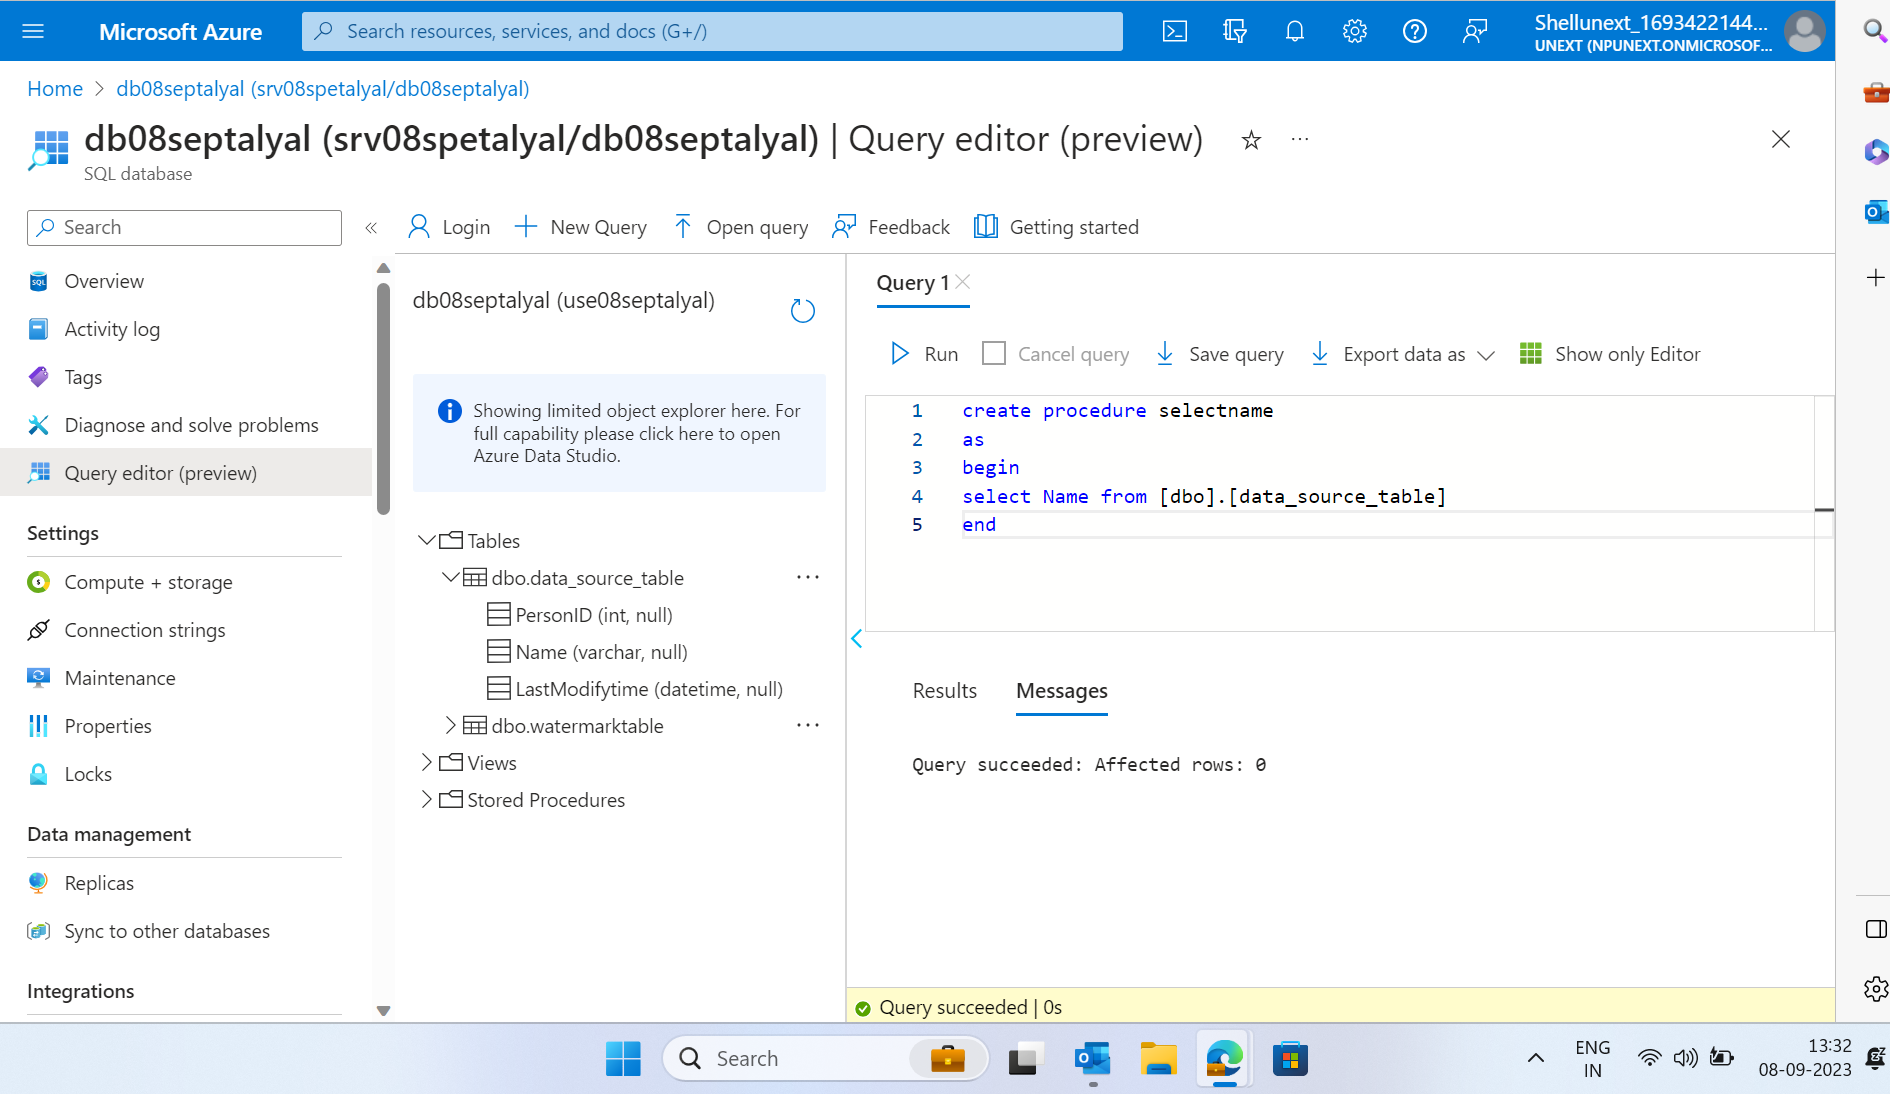 Microsoft Azure
Search resources, services, and docs (G+/)
Shellunext_1693422144...
UNEXT (NPUNEXT.ONMICROSOF...
Home > db08septalyal (srv08spetalyal/db08septalyal)
db08septalyal (srv08spetalyal/db08septalyal) | Query editor (preview)
...
SQL database
Search
«
Login
New Query
Open query
Feedback
Getting started
Overview
Activity log
Tags
Diagnose and solve problems
Query editor (preview)
Settings
Compute + storage
Connection strings
Maintenance
Properties
Locks
Data management
Replicas
Sync to other databases
Integrations
db08septalyal (use08septalyal)
Showing limited object explorer here. For
full capability please click here to open
Azure Data Studio.
Tables
dbo.data_source_table
...
PersonID (int, null)
Name (varchar, null)
LastModifytime (datetime, null)
dbo.watermarktable
...
Views
Stored Procedures
Query 1
Run
Cancel query
Save query
Export data as
Show only Editor
1 create procedure selectname
2 as
3 begin
4 select Name from [dbo].[data_source_table]
5 end
Results
Messages
Query succeeded: Affected rows: 0
Query succeeded | 0s
Search
ENG
IN
13:32
08-09-2023